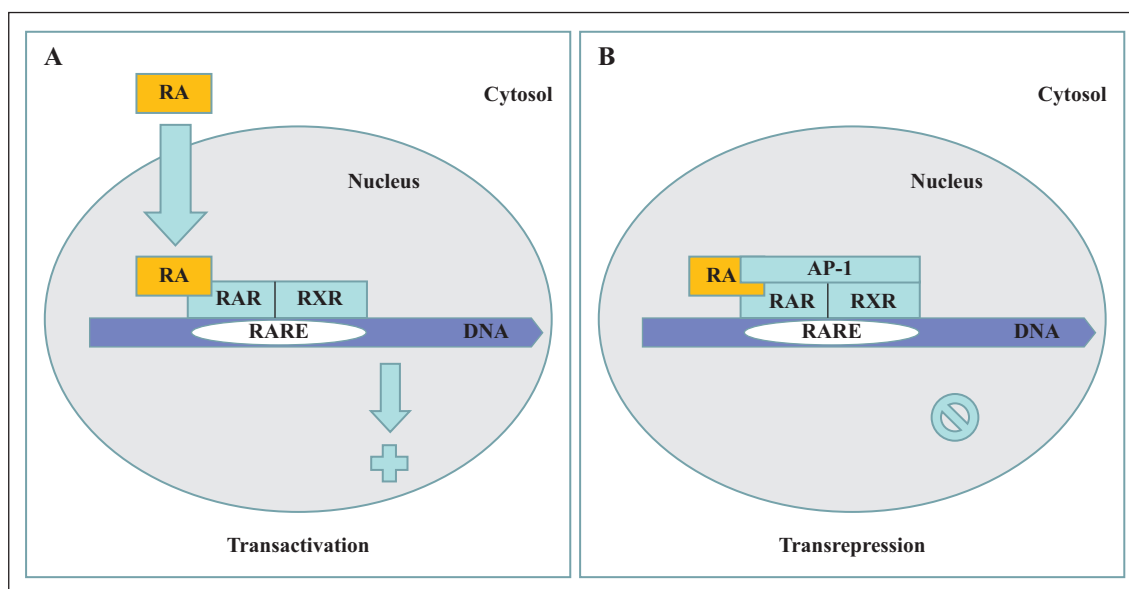 A
RA
Cytosol
Nucleus
RA
RAR
RXR
RARE
DNA
Transactivation
B
Cytosol
Nucleus
RA
AP-1
RAR
RXR
RARE
DNA
Transrepression